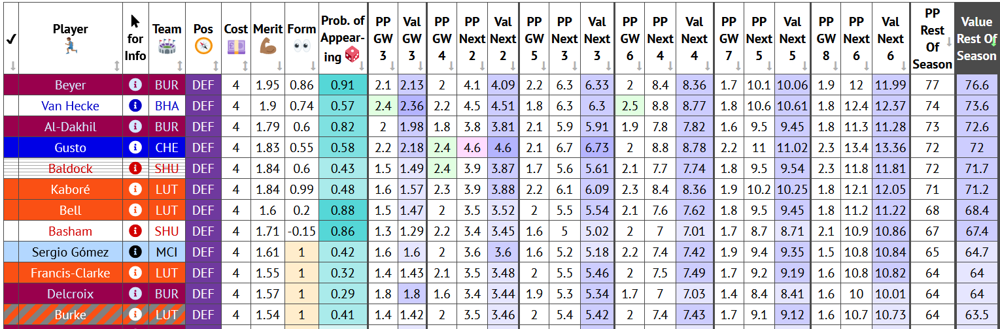 ✓ Player for Info Team Pos Cost Merit Form Prob. of Appear-ing PP GW 3 Val GW 3 PP GW 4 PP Next 2 Val Next 2 PP GW 5 PP Next 3 Val Next 3 PP GW 6 PP Next 4 Val Next 4 PP GW 7 PP Next 5 Val Next 5 PP GW 8 PP Next 6 Val Next 6 PP Rest Of Season Value Rest Of Season
Beyer i BUR DEF 4 1.95 0.86 0.91 2.1 2.13 2 4.1 4.09 2.2 6.3 6.33 2 8.4 8.36 1.7 10.1 10.06 1.9 12 11.99 77 76.6
Van Hecke i BHA DEF 4 1.9 0.74 0.57 2.4 2.36 2.2 4.5 4.51 1.8 6.3 6.3 2.5 8.8 8.77 1.8 10.6 10.61 1.8 12.4 12.37 74 73.6
Al-Dakhil i BUR DEF 4 1.79 0.6 0.82 2 1.98 1.8 3.8 3.81 2.1 5.9 5.91 1.9 7.8 7.82 1.6 9.5 9.45 1.8 11.3 11.28 73 72.6
Gusto i CHE DEF 4 1.83 0.55 0.58 2.2 2.18 2.4 4.6 4.6 2.1 6.7 6.73 2 8.8 8.78 2.2 11 11.02 2.3 13.4 13.36 72 72
Baldock i SHU DEF 4 1.84 0.6 0.43 1.5 1.49 2.4 3.9 3.87 1.7 5.6 5.61 2.1 7.7 7.74 1.8 9.5 9.54 2.3 11.8 11.81 72 71.7
Kaboré i LUT DEF 4 1.84 0.99 0.48 1.6 1.57 2.3 3.9 3.88 2.2 6.1 6.09 2.3 8.4 8.36 1.9 10.2 10.25 1.8 12.1 12.05 71 71.2
Bell i LUT DEF 4 1.6 0.2 0.88 1.5 1.47 2 3.5 3.52 2 5.5 5.54 2.1 7.6 7.62 1.8 9.5 9.45 1.8 11.2 11.22 68 68.4
Basham i SHU DEF 4 1.71 -0.15 0.86 1.3 1.29 2.2 3.4 3.45 1.6 5 5.02 2 7 7.01 1.7 8.7 8.71 2.1 10.9 10.86 67 67.4
Sergio Gómez i MCI DEF 4 1.61 1 0.42 1.6 1.6 2 3.6 3.6 1.6 5.2 5.18 2.2 7.4 7.42 1.9 9.4 9.35 1.5 10.8 10.84 65 64.7
Francis-Clarke i LUT DEF 4 1.55 1 0.32 1.4 1.43 2.1 3.5 3.48 2 5.5 5.46 2 7.5 7.49 1.7 9.2 9.19 1.6 10.8 10.82 64 64
Delcroix i BUR DEF 4 1.57 1 0.29 1.8 1.8 1.6 3.4 3.44 1.9 5.3 5.34 1.7 7 7.03 1.4 8.4 8.41 1.6 10 10.01 64 64
Burke i LUT DEF 4 1.54 1 0.41 1.4 1.42 2 3.5 3.46 2 5.4 5.42 2 7.4 7.43 1.7 9.1 9.12 1.6 10.7 10.73 64 63.5